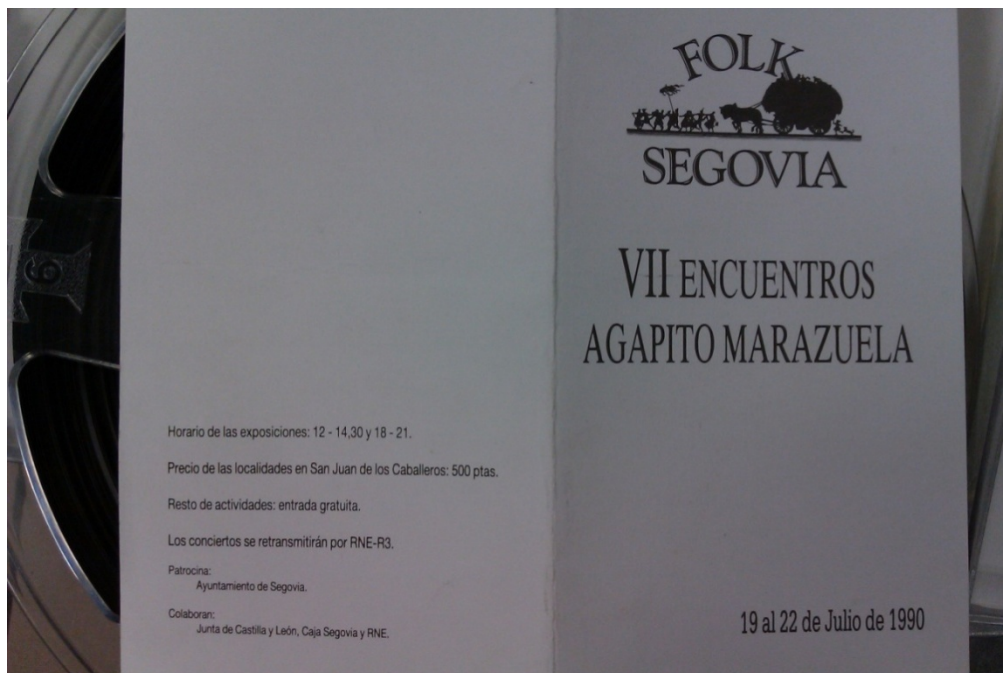 Horario de las exposiciones: 12 - 14,30 y 18 - 21.
Precio de las localidades en San Juan de los Caballeros: 500 ptas.
Resto de actividades: entrada gratuita.
Los conciertos se retransmitirán por RNE-R3.
Patrocina:
Ayuntamiento de Segovia.
Colaboran:
Junta de Castilla y León, Caja Segovia y RNE.
FOLK
SEGOVIA
VII ENCUENTROS
AGAPITO MARAZUELA
19 al 22 de Julio de 1990